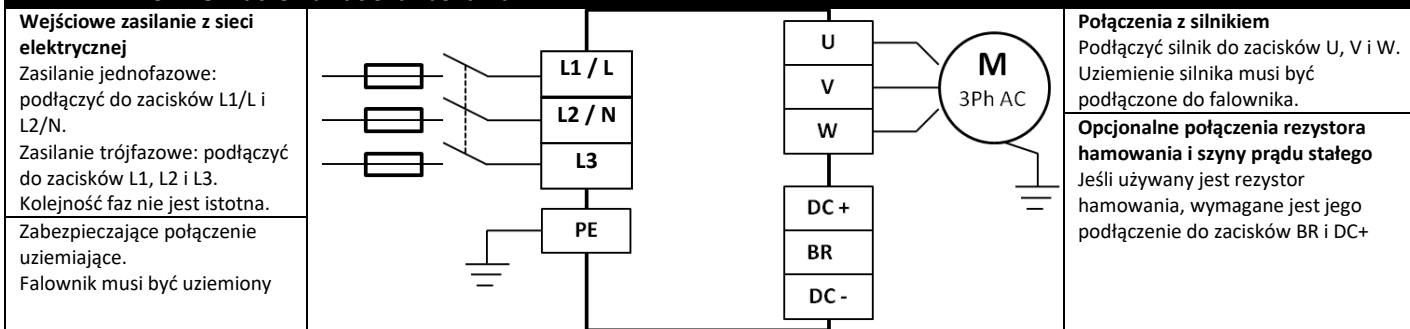 Wejściowe zasilanie z sieci
elektrycznej
Zasilanie jednofazowe:
podłączyć do zacisków L1/L i
L2/N.
Zasilanie trójfazowe: podłączyć
do zacisków L1, L2 i L3.
Kolejność faz nie jest istotna.
Zabezpieczające połączenie
uziemiające.
Falownik musi być uziemiony
L1 / L
L2 / N
L3
PE
U
V
W
DC +
BR
DC -
M
3Ph AC
Połączenia z silnikiem
Podłączyć silnik do zacisków U, V i W.
Uziemienie silnika musi być
podłączone do falownika.
Opcjonalne połączenia rezystora
hamowania i szyny prądu stałego
Jeśli używany jest rezystor
hamowania, wymagane jest jego
podłączenie do zacisków BR i DC+